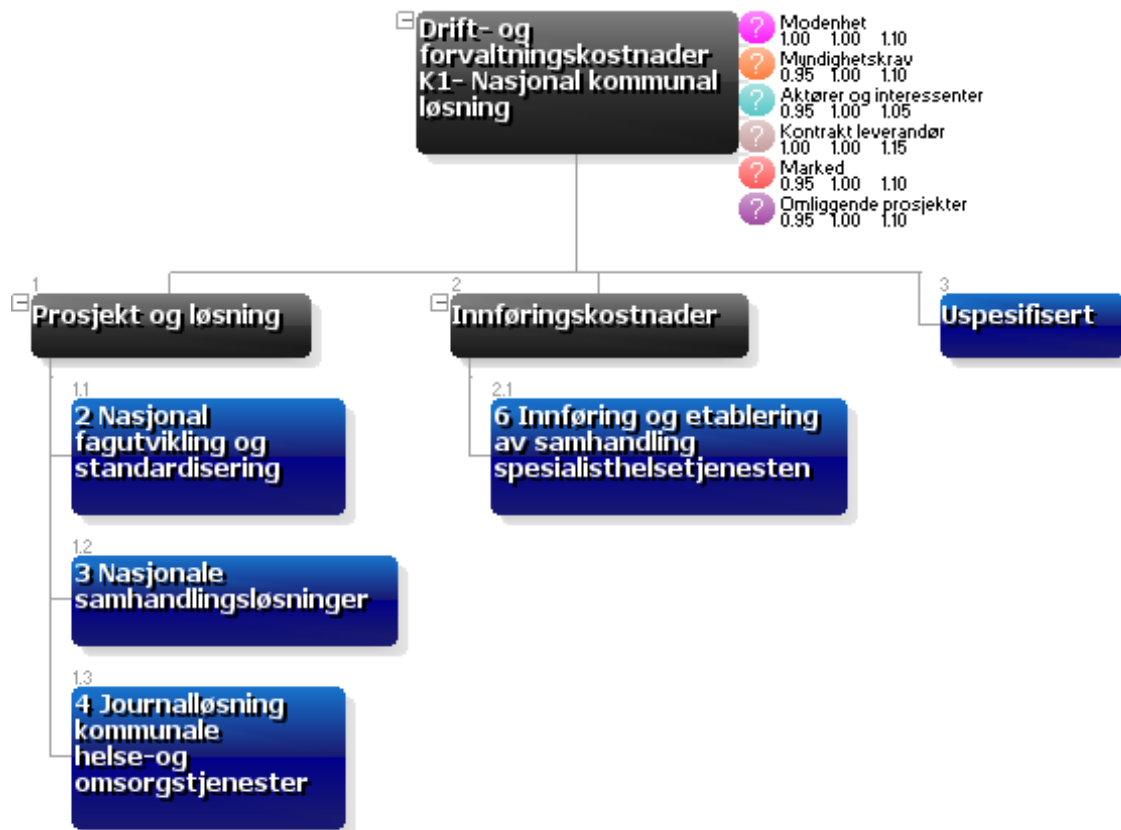 Drift- og
forvaltningskostnader
K1- Nasjonal kommunal
løsning
? Modenhet
1.00 1.00 1.10
? Myndighetskrav
0.95 1.00 1.10
? Aktører og interessenter
0.95 1.00 1.05
? Kontrakt leverandør
1.00 1.00 1.15
? Marked
0.95 1.00 1.10
? Omliggende prosjekter
0.95 1.00 1.10
1
Prosjekt og løsning
2
Innføringskostnader
3
Uspesifisert
1.1
2 Nasjonal
fagutvikling og
standardisering
2.1
6 Innføring og etablering
av samhandling
spesialisthelsetjenesten
1.2
3 Nasjonale
samhandlingsløsninger
1.3
4 Journalløsning
kommunale
helse-og
omsorgstjenester